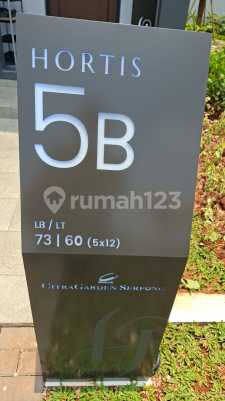 HORTIS
5B
rumah123
LB / LT
73 | 60 (5x12)
CITRAGARDEN SERPONG